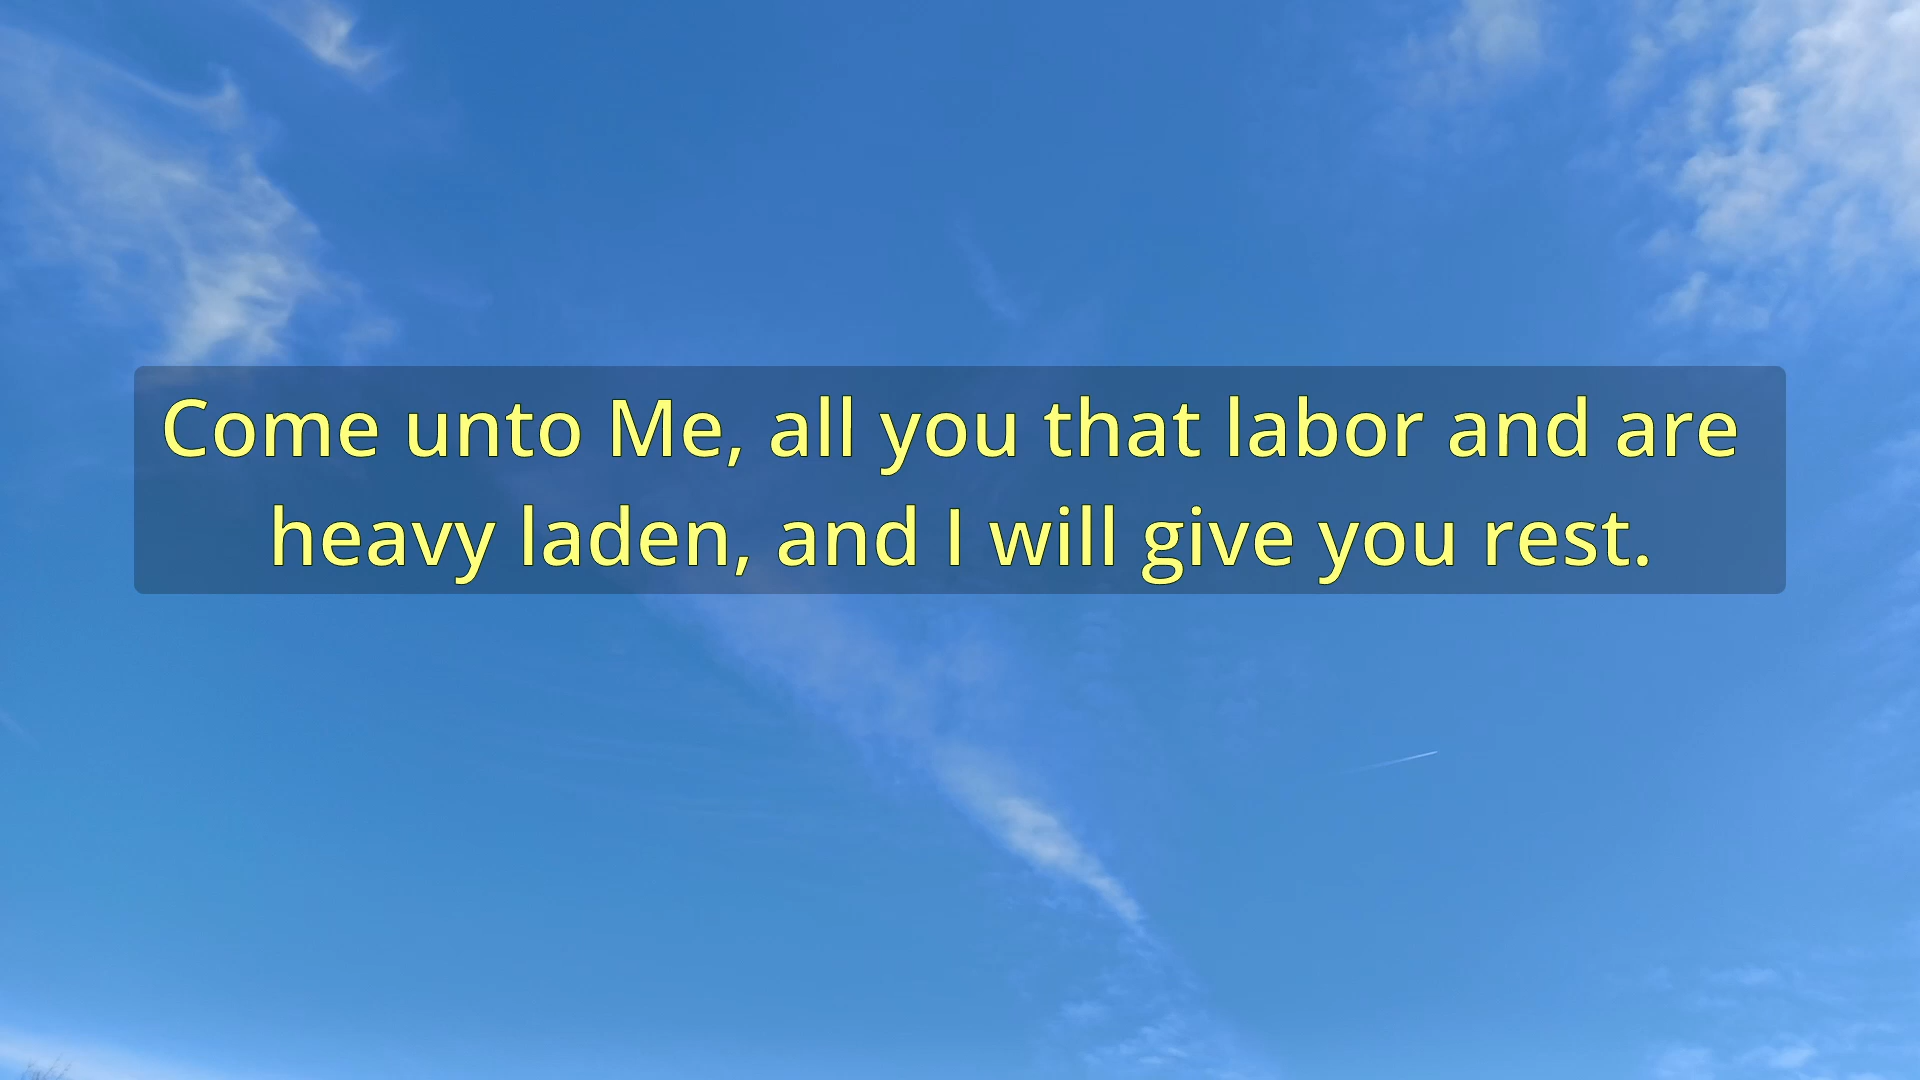 Come unto Me, all you that labor and are
heavy laden, and I will give you rest.